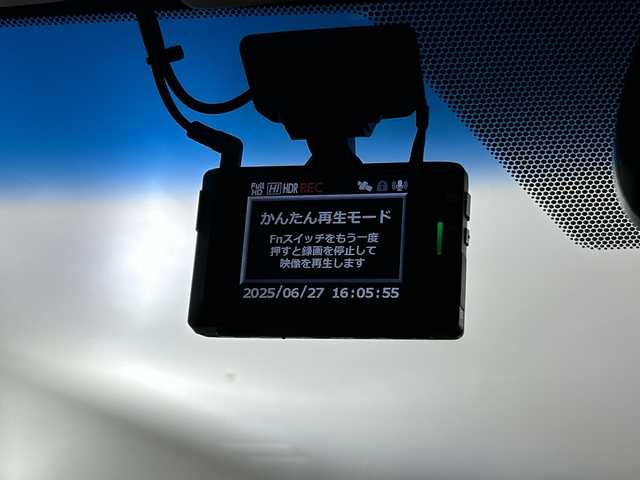 Full HD HI HDR REC
かんたん再生モード
Fnスイッチをもう一度
押すと録画を停止して
映像を再生します
2025/06/27 16:05:55